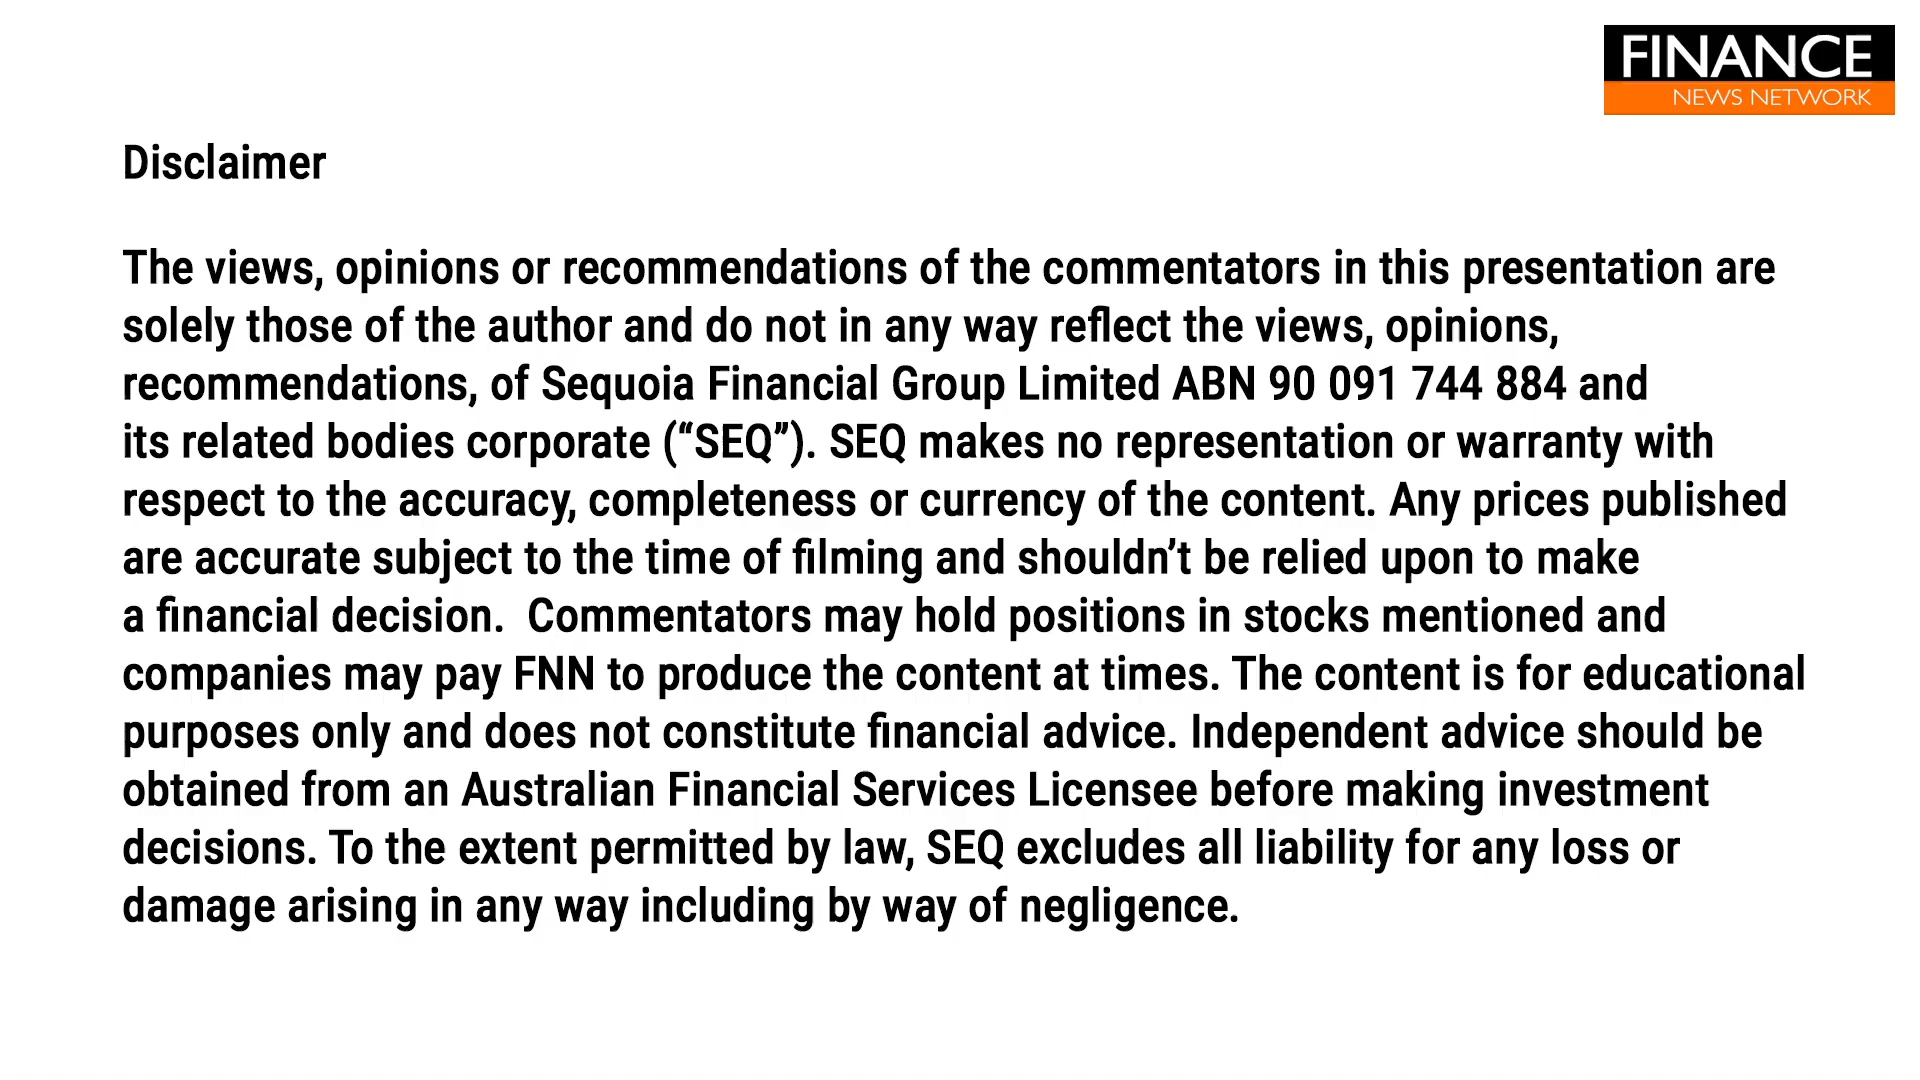 FINANCE
NEWS NETWORK
Disclaimer
The views, opinions or recommendations of the commentators in this presentation are
solely those of the author and do not in any way reflect the views, opinions,
recommendations, of Sequoia Financial Group Limited ABN 90 091 744 884 and
its related bodies corporate (“SEQ”). SEQ makes no representation or warranty with
respect to the accuracy, completeness or currency of the content. Any prices published
are accurate subject to the time of filming and shouldn’t be relied upon to make
a financial decision.  Commentators may hold positions in stocks mentioned and
companies may pay FNN to produce the content at times. The content is for educational
purposes only and does not constitute financial advice. Independent advice should be
obtained from an Australian Financial Services Licensee before making investment
decisions. To the extent permitted by law, SEQ excludes all liability for any loss or
damage arising in any way including by way of negligence.